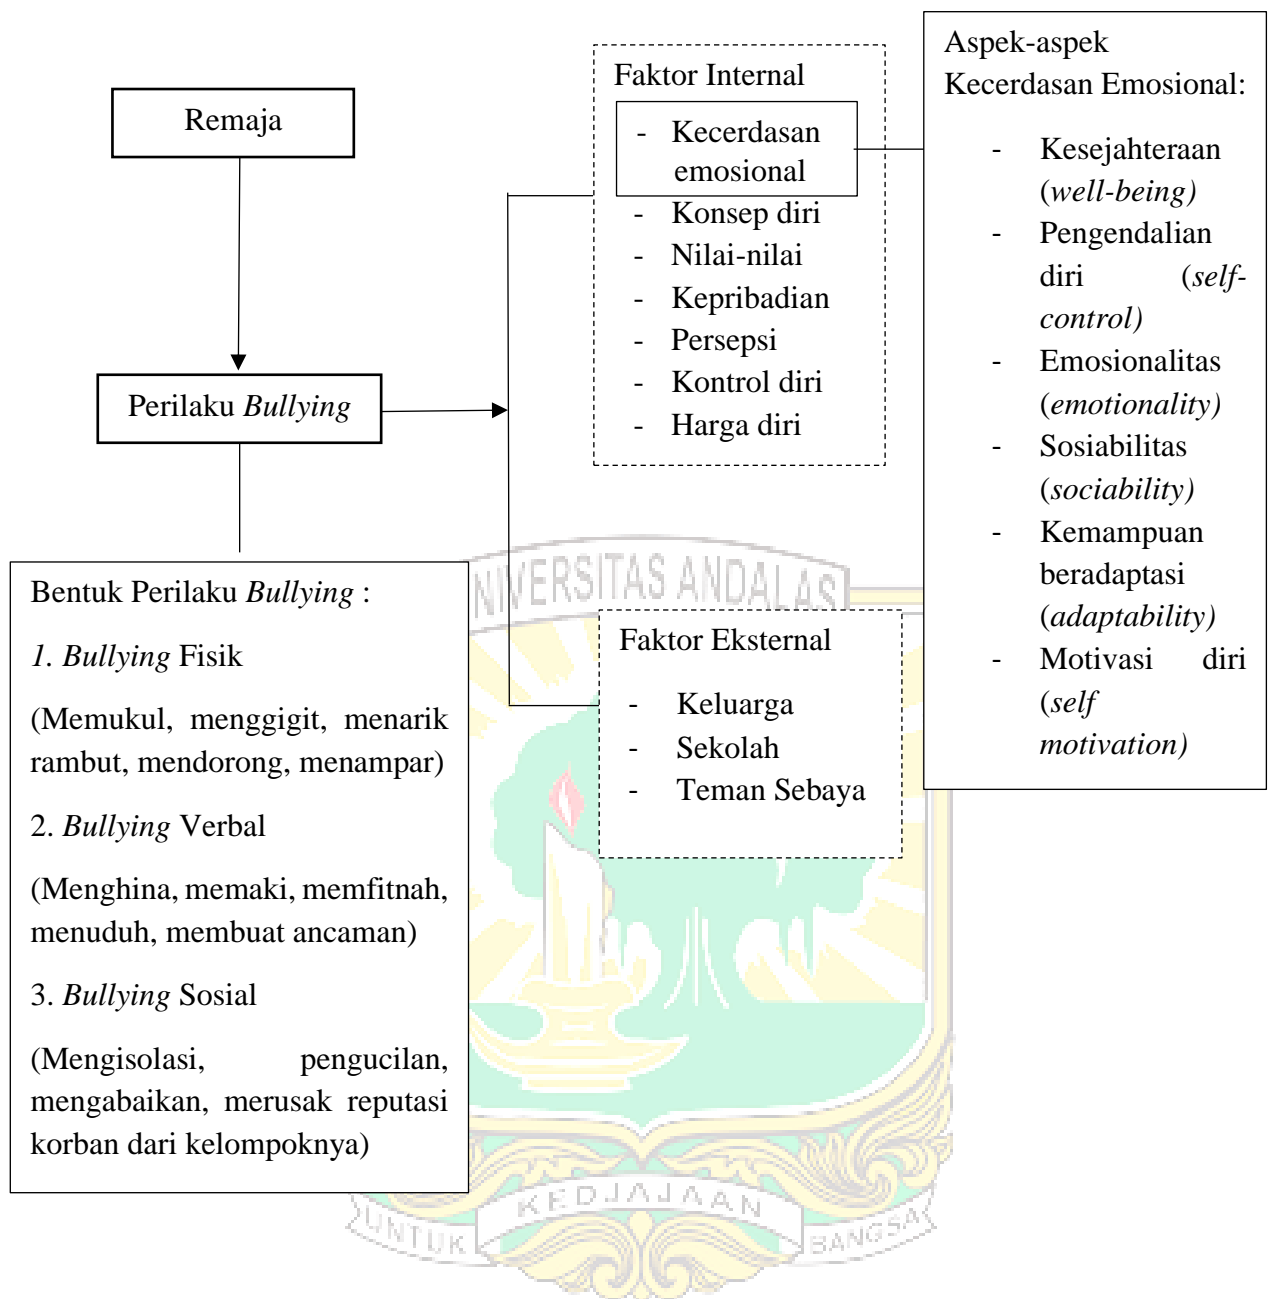 Remaja
Perilaku Bullying
Bentuk Perilaku Bullying :
1. Bullying Fisik
(Memukul, menggigit, menarik
rambut, mendorong, menampar)
2. Bullying Verbal
(Menghina, memaki, memfitnah,
menuduh, membuat ancaman)
3. Bullying Sosial
(Mengisolasi, pengucilan,
mengabaikan, merusak reputasi
korban dari kelompoknya)
Faktor Internal
- Kecerdasan
emosional
- Konsep diri
- Nilai-nilai
- Kepribadian
- Persepsi
- Kontrol diri
- Harga diri
Faktor Eksternal
- Keluarga
- Sekolah
- Teman Sebaya
Aspek-aspek
Kecerdasan Emosional:
- Kesejahteraan
(well-being)
- Pengendalian
diri (self-
control)
- Emosionalitas
(emotionality)
- Sosiabilitas
(sociability)
- Kemampuan
beradaptasi
(adaptability)
- Motivasi diri
(self
motivation)
NIVERSITAS ANDALAS
UNTUK KEDJAJAAN BANGSA